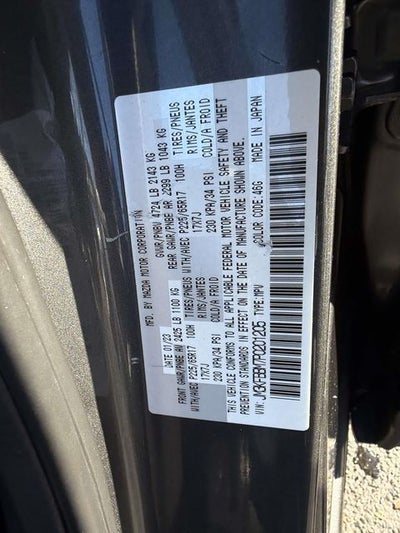 MFD. BY MAZDA MOTOR CORPORATION
DATE 01/23 GVWR/PNBV 4724 LB 2143 KG
FRONT GAWR/PNBE AV 2425 LB 1100 KG REAR GAWR/PNBE AR 2299 LB 1043 KG
WITH/AVEC P225/65R17 100H TIRES/PNEUS WITH/AVEC P225/65R17 100H TIRES/PNEUS
17X7J RIMS/JANTES 17X7J RIMS/JANTES
230 KPA/34 PSI COLD/A FROID 230 KPA/34 PSI COLD/A FROID
THIS VEHICLE CONFORMS TO ALL APPLICABLE FEDERAL MOTOR VEHICLE SAFETY AND THEFT
PREVENTION STANDARDS IN EFFECT ON THE DATE OF MANUFACTURE SHOWN ABOVE.
VIN: TYPE: MPV COLOR CODE: 46G MADE IN JAPAN